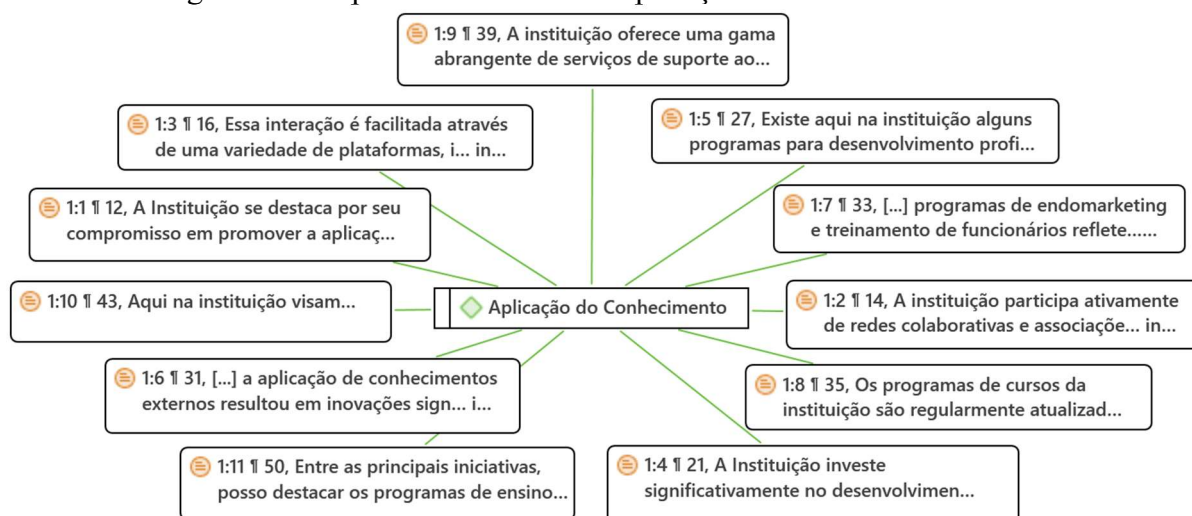 1:9 ¶ 39, A instituição oferece uma gama
abrangente de serviços de suporte ao...
1:3 ¶ 16, Essa interação é facilitada através
de uma variedade de plataformas, i... in...
1:5 ¶ 27, Existe aqui na instituição alguns
programas para desenvolvimento profi...
1:1 ¶ 12, A Instituição se destaca por seu
compromisso em promover a aplicaç...
1:7 ¶ 33, [...] programas de endomarketing
e treinamento de funcionários reflete......
1:10 ¶ 43, Aqui na instituição visam...
Aplicação do Conhecimento
1:2 ¶ 14, A instituição participa ativamente
de redes colaborativas e associaçõe... in...
1:6 ¶ 31, [...] a aplicação de conhecimentos
externos resultou em inovações sign... i...
1:8 ¶ 35, Os programas de cursos da
instituição são regularmente atualizad...
1:11 ¶ 50, Entre as principais iniciativas,
posso destacar os programas de ensino...
1:4 ¶ 21, A Instituição investe
significativamente no desenvolvimen...